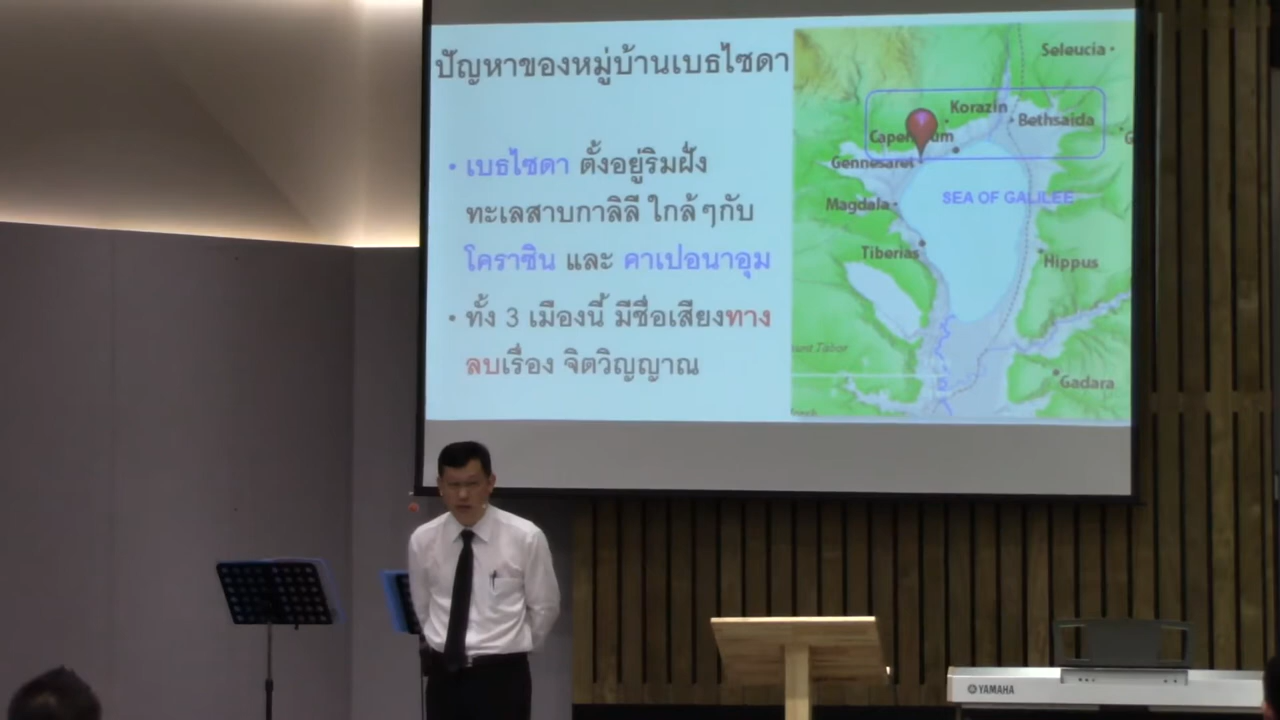 ปัญหาของหมู่บ้านเบธไซดา
• เบธไซดา ตั้งอยู่ริมฝั่ง
ทะเลสาบกาลิลี ใกล้ๆกับ
โคราซิน และ คาเปอนาอุม
• ทั้ง 3 เมืองนี้ มีชื่อเสียงทาง
ลบเรื่อง จิตวิญญาณ
Seleucia
Korazin
Bethsaida
Gennesaret
Magdala
SEA OF GALILEE
Tiberias
Hippus
Tabor
Gadara
YAMAHA